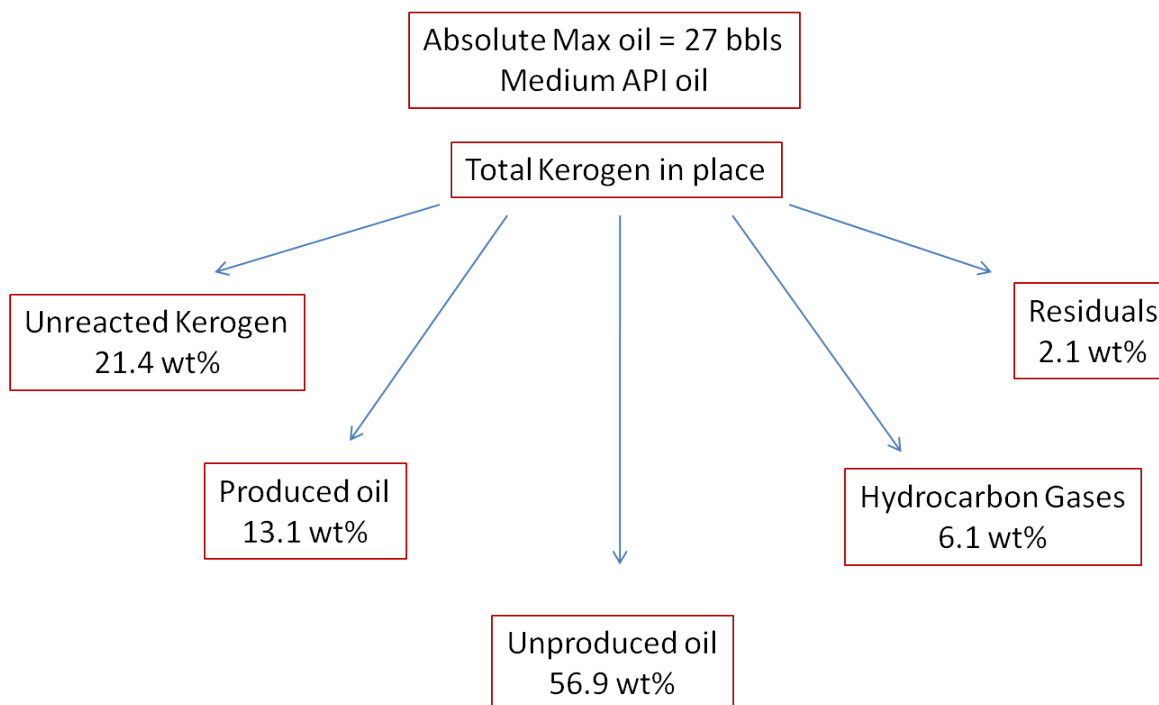 Absolute Max oil = 27 bbls
Medium API oil
Total Kerogen in place
Unreacted Kerogen
21.4 wt%
Residuals
2.1 wt%
Produced oil
13.1 wt%
Hydrocarbon Gases
6.1 wt%
Unproduced oil
56.9 wt%